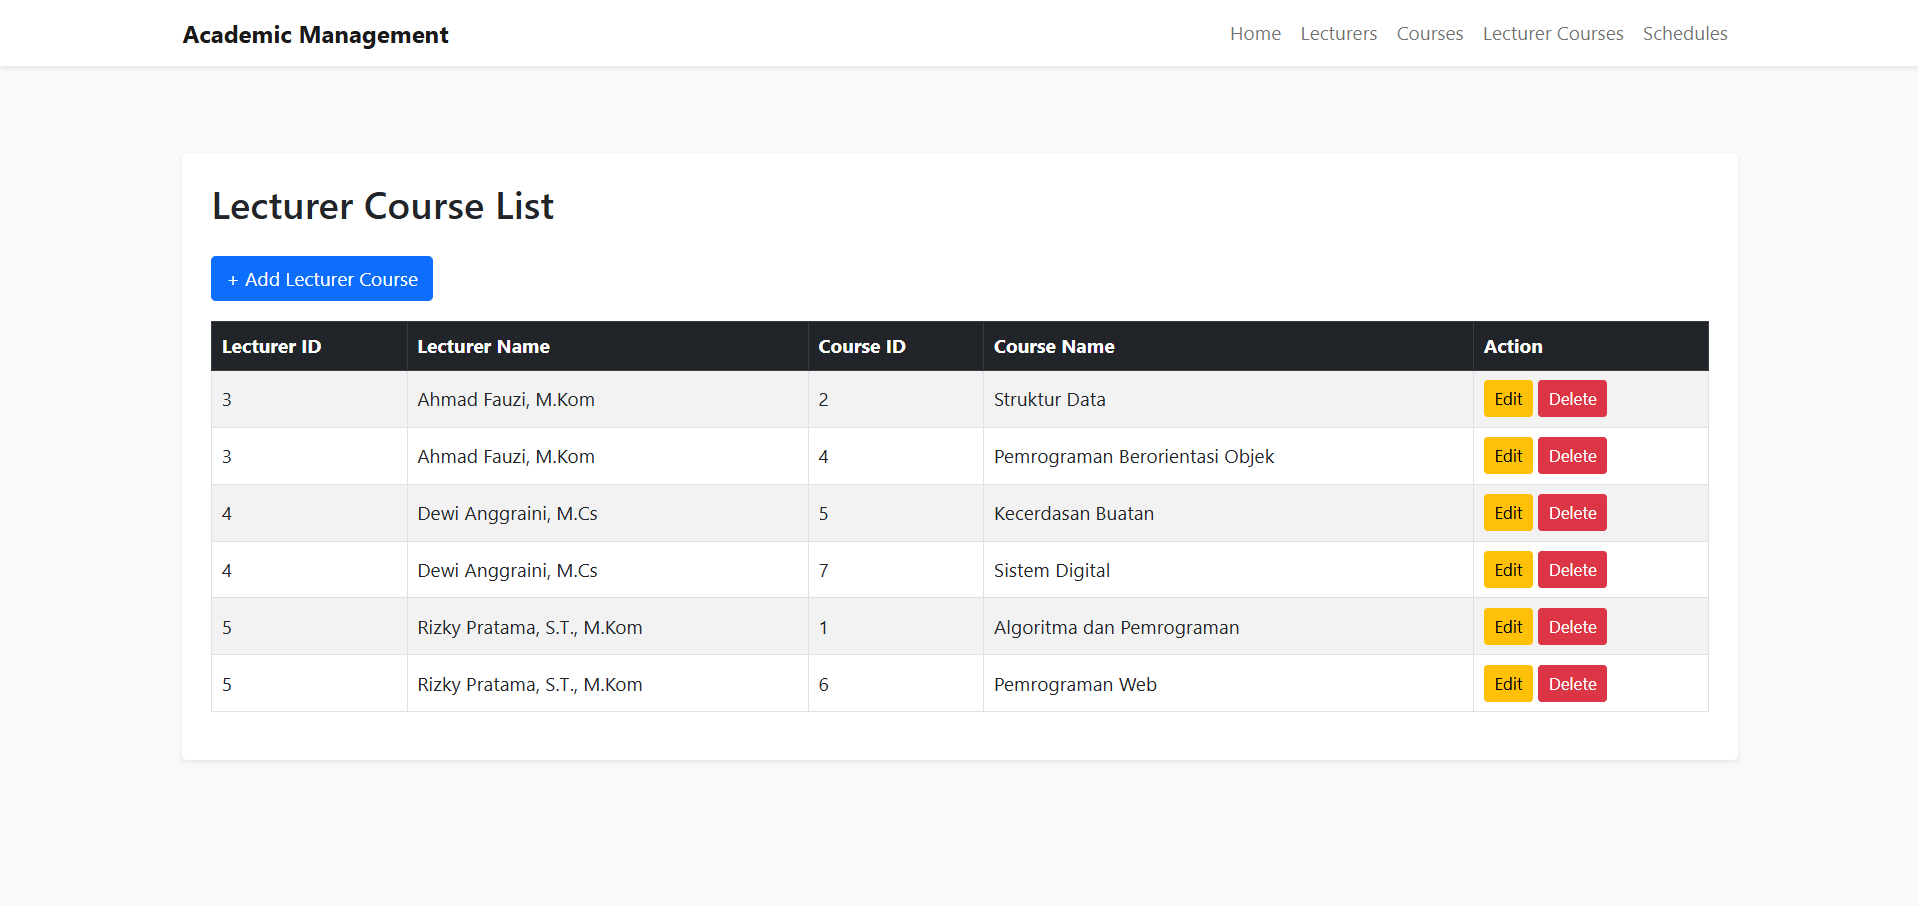 Academic Management Home Lecturers Courses Lecturer Courses Schedules
Lecturer Course List
+ Add Lecturer Course
Lecturer ID Lecturer Name Course ID Course Name Action
3 Ahmad Fauzi, M.Kom 2 Struktur Data Edit Delete
3 Ahmad Fauzi, M.Kom 4 Pemrograman Berorientasi Objek Edit Delete
4 Dewi Anggraini, M.Cs 5 Kecerdasan Buatan Edit Delete
4 Dewi Anggraini, M.Cs 7 Sistem Digital Edit Delete
5 Rizky Pratama, S.T., M.Kom 1 Algoritma dan Pemrograman Edit Delete
5 Rizky Pratama, S.T., M.Kom 6 Pemrograman Web Edit Delete